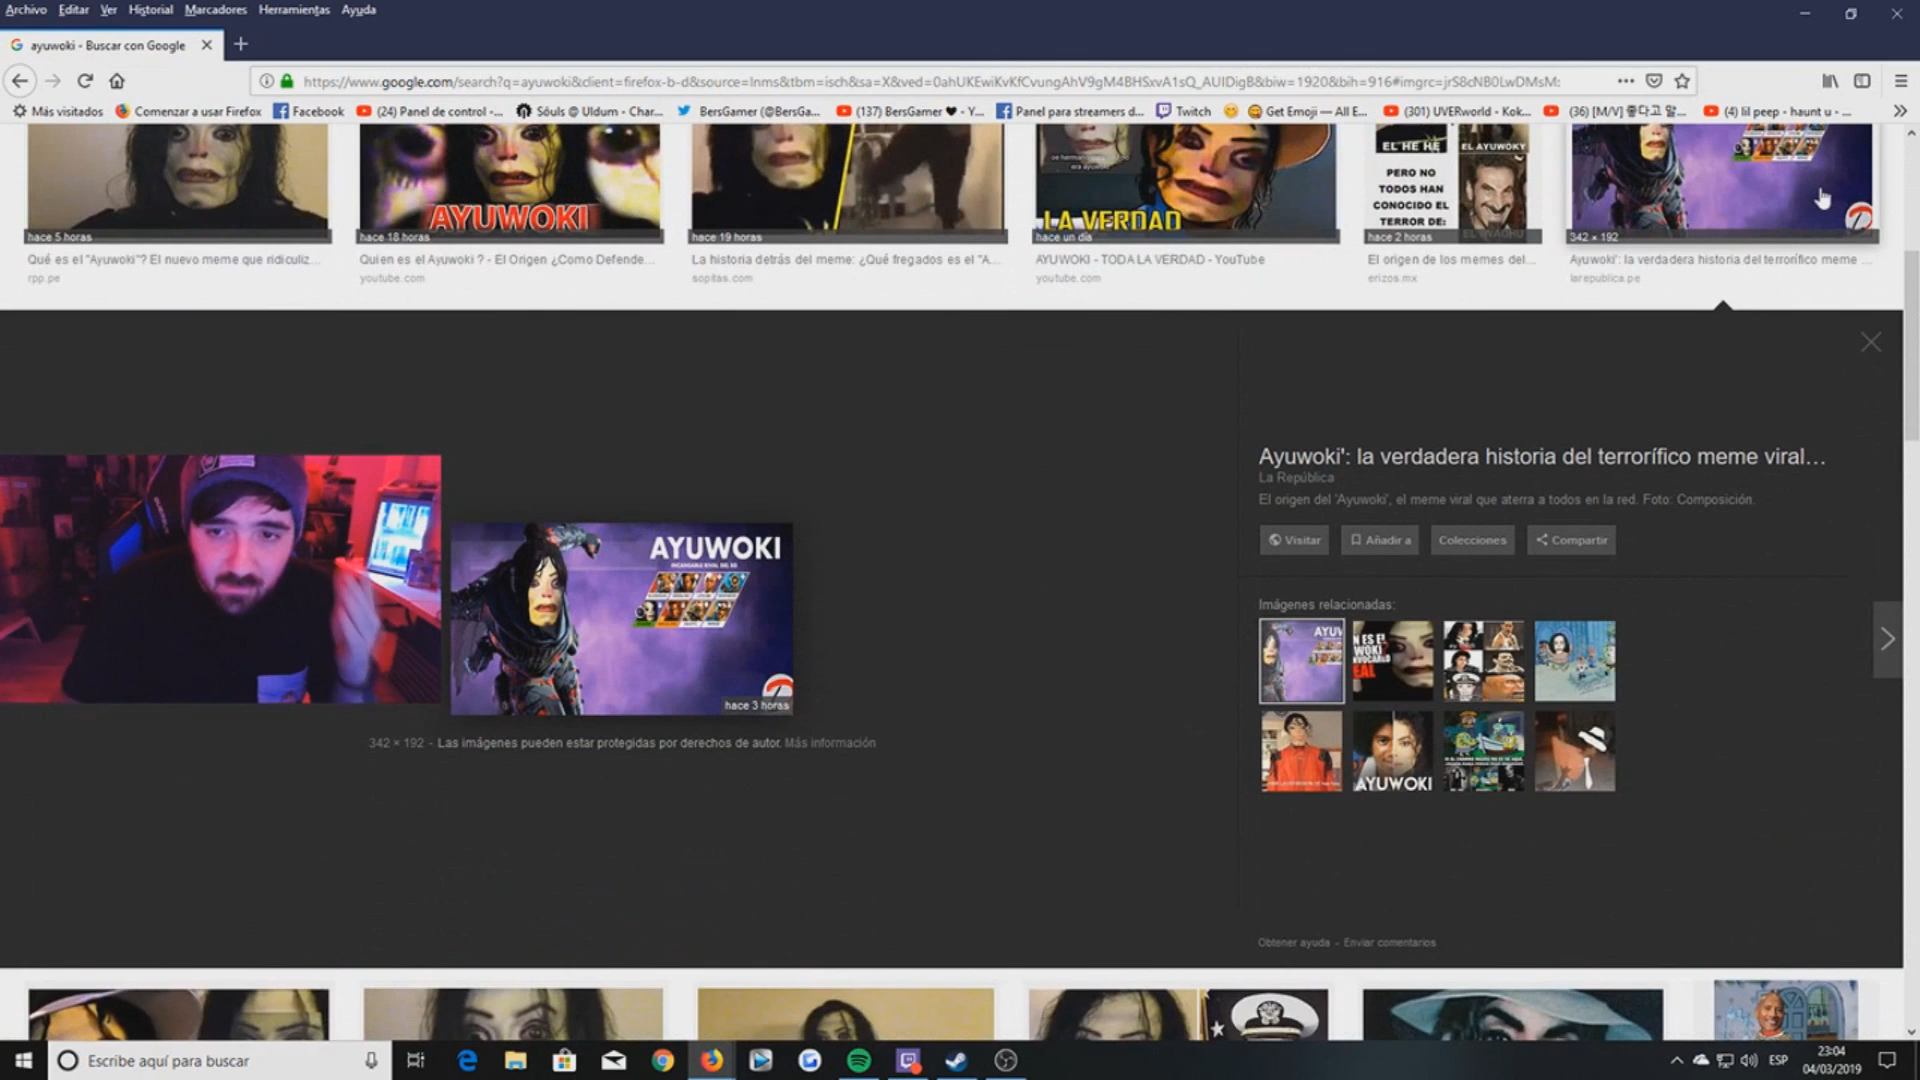 Archivo Editar Ver Historial Marcadores Herramientas Ayuda
ayuwoki - Buscar con Google
https://www.google.com/search?q=ayuwoki&client=firefox-b-d&source=lnms&tbm=isch&sa=X&ved=0ahUKEwiKvKfCvungAhV9gM4BHSxvA1sQ_AUIDigB&biw=1920&bih=916#imgrc=jrS8cNB0LwDMsM:
Más visitados Comenzar a usar Firefox Facebook (24) Panel de control -... Sôuls @ Uldum - Char... BersGamer (@BersGa... (137) BersGamer ♥ - Y... Panel para streamers d... Twitch Get Emoji — All E... (301) UVERworld - Kok... (36) [M/V] 좋다고 말... (4) lil peep - haunt u - ...
EL HE HE EL AYUWOKY
PERO NO
TODOS HAN
CONOCIDO EL
TERROR DE:
AYUWOKI
LA VERDAD
hace 5 horas hace 18 horas hace 19 horas hace un día hace 2 horas 342 × 192
Qué es el "Ayuwoki"? El nuevo meme que ridiculiz...
rpp.pe
Quien es el Ayuwoki ? - El Origen ¿Como Defende...
youtube.com
La historia detrás del meme: ¿Qué fregados es el "A...
sopitas.com
AYUWOKI - TODA LA VERDAD - YouTube
youtube.com
El origen de los memes del...
erizos.mx
Ayuwoki': la verdadera historia del terrorífico meme ...
larepublica.pe
AYUWOKI
INCANSABLE RIVAL DEL SID
hace 3 horas
342 × 192 - Las imágenes pueden estar protegidas por derechos de autor. Más información
Ayuwoki': la verdadera historia del terrorífico meme viral...
La República
El origen del 'Ayuwoki', el meme viral que aterra a todos en la red. Foto: Composición.
Visitar Añadir a Colecciones Compartir
Imágenes relacionadas:
AYUWOKI
Obtener ayuda - Enviar comentarios
Escribe aquí para buscar
ESP
23:04
04/03/2019